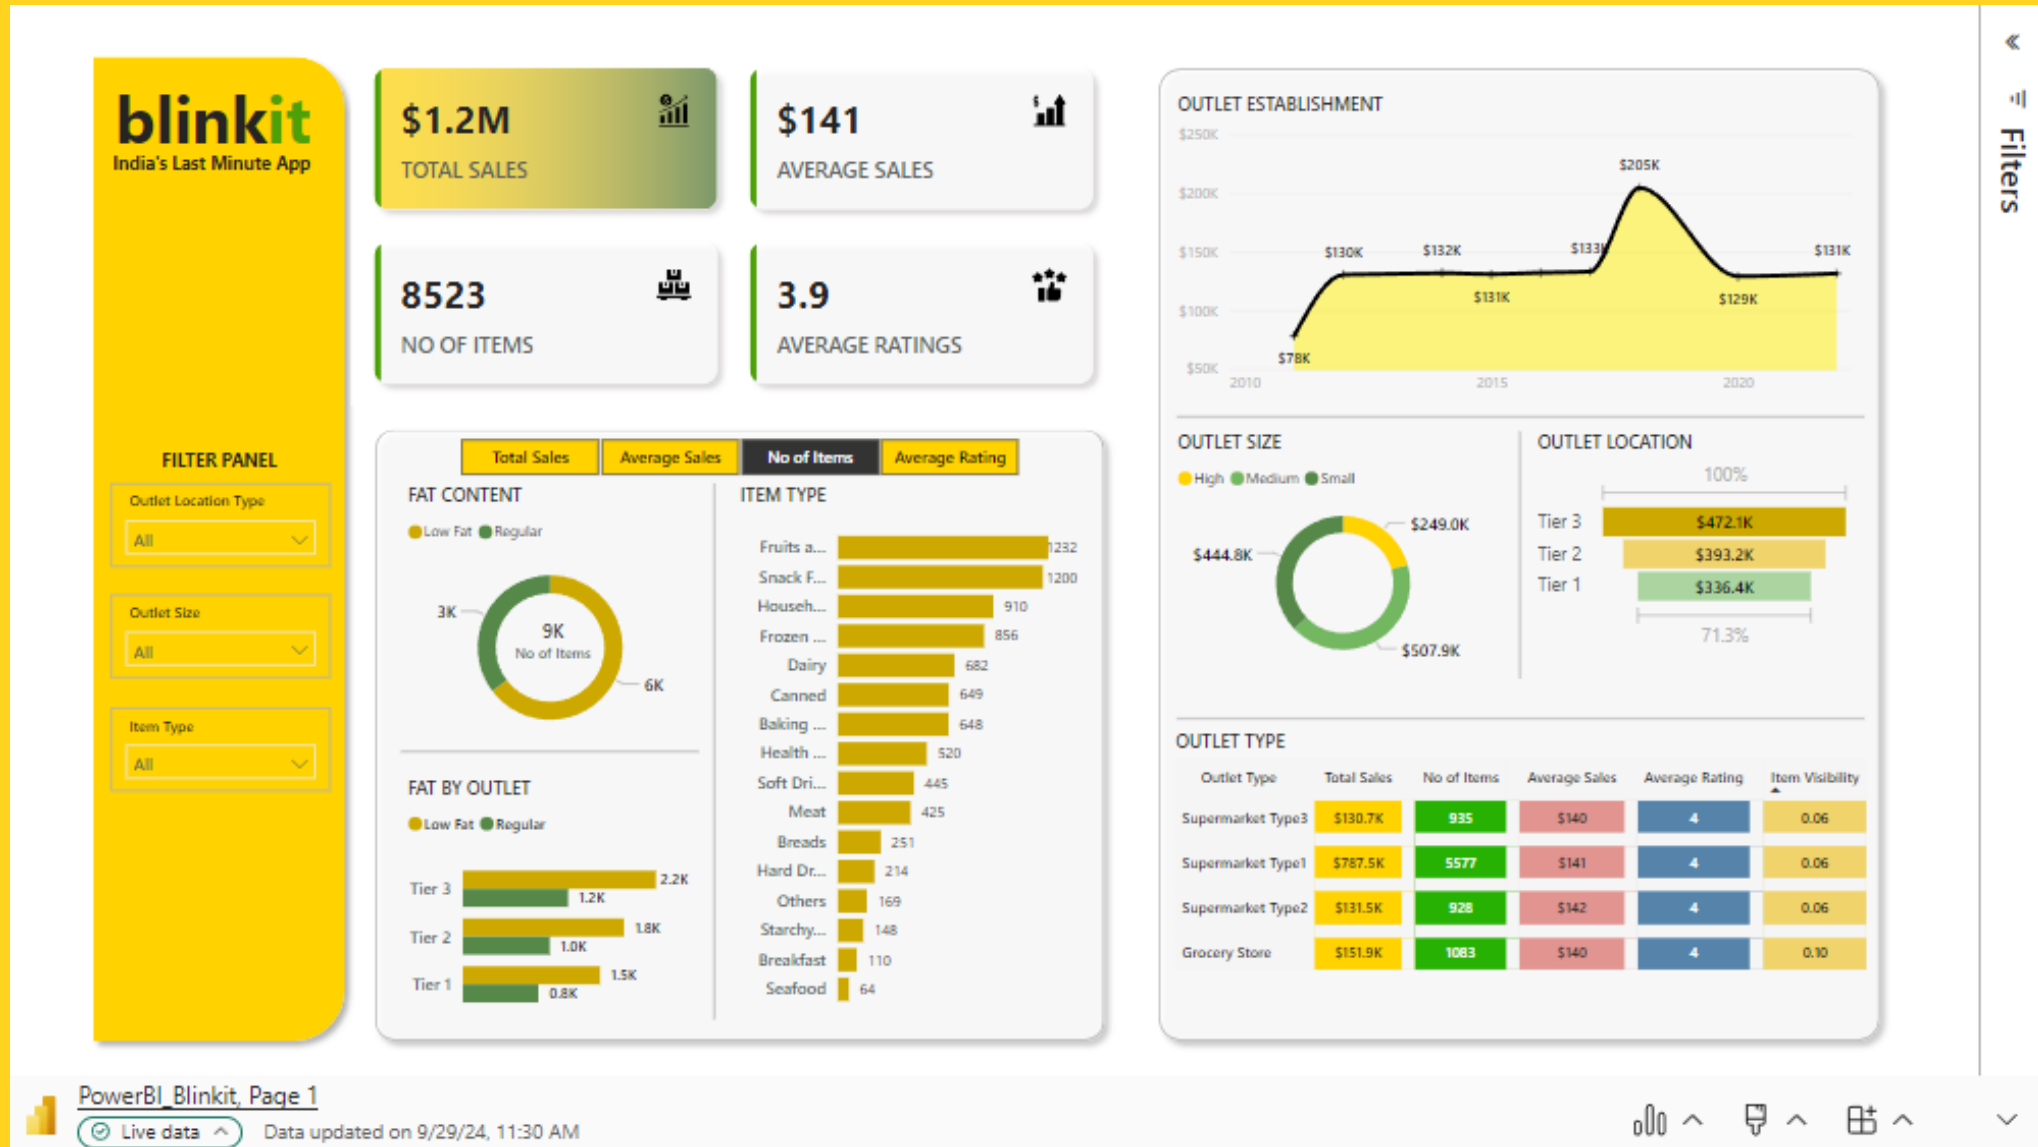 blinkit
India's Last Minute App
FILTER PANEL
Outlet Location Type
All
Outlet Size
All
Item Type
All
$1.2M
TOTAL SALES
$141
AVERAGE SALES
8523
NO OF ITEMS
3.9
AVERAGE RATINGS
Total Sales Average Sales No of Items Average Rating
FAT CONTENT
Low Fat Regular
3K
9K
No of Items
6K
FAT BY OUTLET
Low Fat Regular
Tier 3 2.2K
1.2K
Tier 2 1.8K
1.0K
Tier 1 1.5K
0.8K
ITEM TYPE
Fruits a... 1232
Snack F... 1200
Househ... 910
Frozen ... 856
Dairy 682
Canned 649
Baking ... 648
Health ... 520
Soft Dri... 445
Meat 425
Breads 251
Hard Dr... 214
Others 169
Starchy... 148
Breakfast 110
Seafood 64
OUTLET ESTABLISHMENT
$250K
$205K
$200K
$150K $130K $132K $133K $131K
$131K $129K
$100K
$78K
$50K
2010 2015 2020
OUTLET SIZE
High Medium Small
$249.0K
$444.8K
$507.9K
OUTLET LOCATION
100%
Tier 3 $472.1K
Tier 2 $393.2K
Tier 1 $336.4K
71.3%
OUTLET TYPE
Outlet Type Total Sales No of Items Average Sales Average Rating Item Visibility
Supermarket Type3 $130.7K 935 $140 4 0.06
Supermarket Type1 $787.5K 5577 $141 4 0.06
Supermarket Type2 $131.5K 928 $142 4 0.06
Grocery Store $151.9K 1083 $140 4 0.10
Filters
PowerBI_Blinkit, Page 1
Live data Data updated on 9/29/24, 11:30 AM